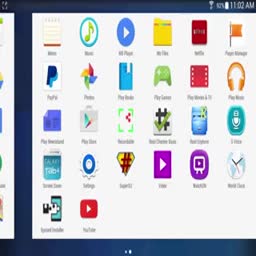 92% 11:02 AM
Memo
Music
MX Player
My Files
Netflix
Power Manager
PayPal
Photos
Play Books
Play Games
Play Movies & TV
Play Music
Play Newsstand
Play Store
Recordable
Root Checker Basic
Root Explorer
S Voice
GALAXY
Screen Zoom
Settings
SuperSU
Video
WatchON
World Clock
Xposed Installer
YouTube